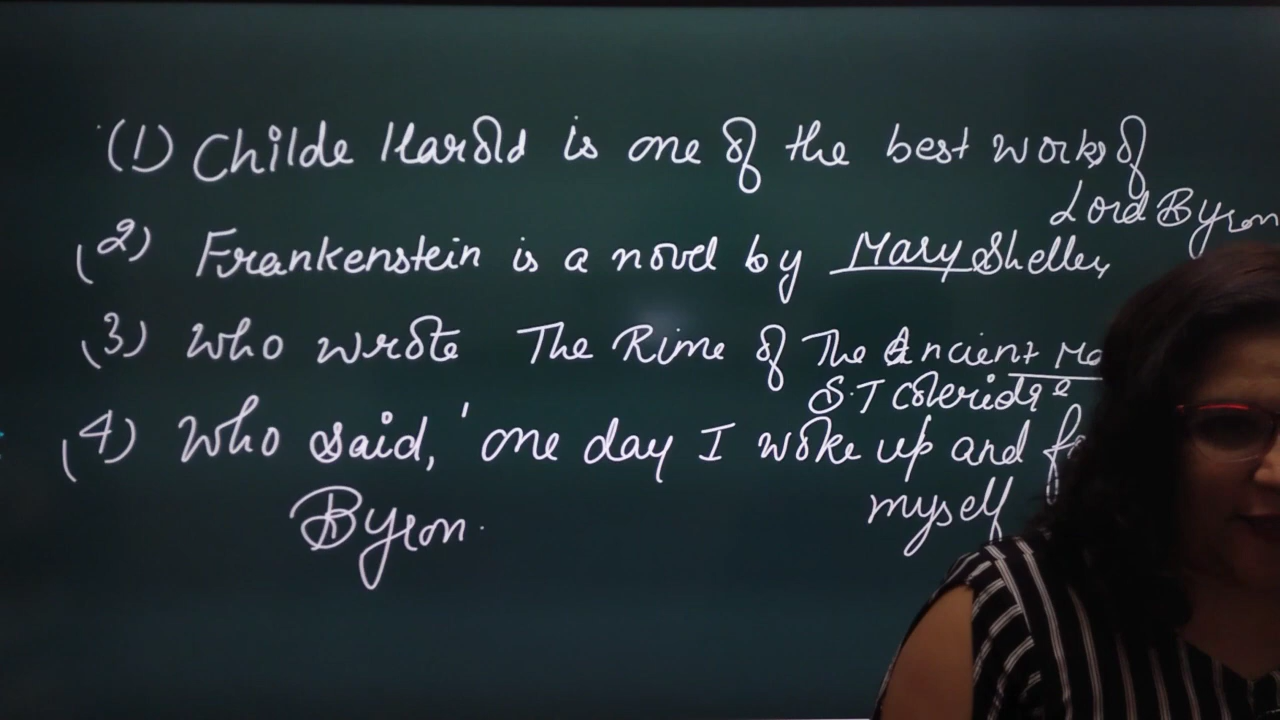 (1) Childe Harold is one of the best works of
Lord Byron
(2) Frankenstein is a novel by Mary Shelley
(3) Who wrote The Rime of The Ancient
S.T Coleridge
(4) Who said, 'one day I woke up and
myself
Byron.